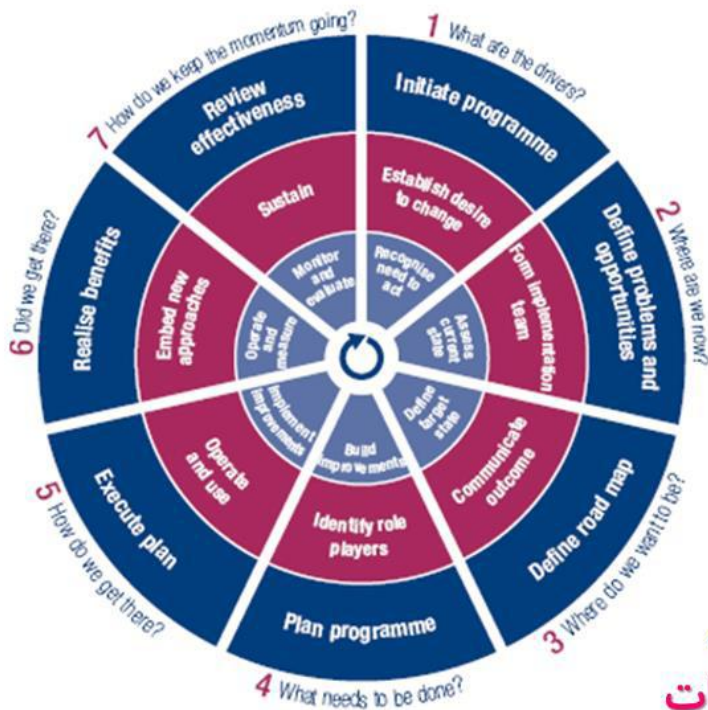 1 What are the drivers?
Initiate programme
Establish desire
to change
Recognise
need to
act
2 Where are we now?
Define problems and
opportunities
Form implementation
team
Assess
current
state
3 Where do we want to be?
Define road map
Communicate
outcome
Define
target
state
4 What needs to be done?
Plan programme
Identify role
players
Build
improvements
5 How do we get there?
Execute plan
Operate
and use
Implement
improvements
6 Did we get there?
Realise benefits
Embed new
approaches
Operate
and
measure
7 How do we keep the momentum going?
Review
effectiveness
Sustain
Monitor
and
evaluate
ت